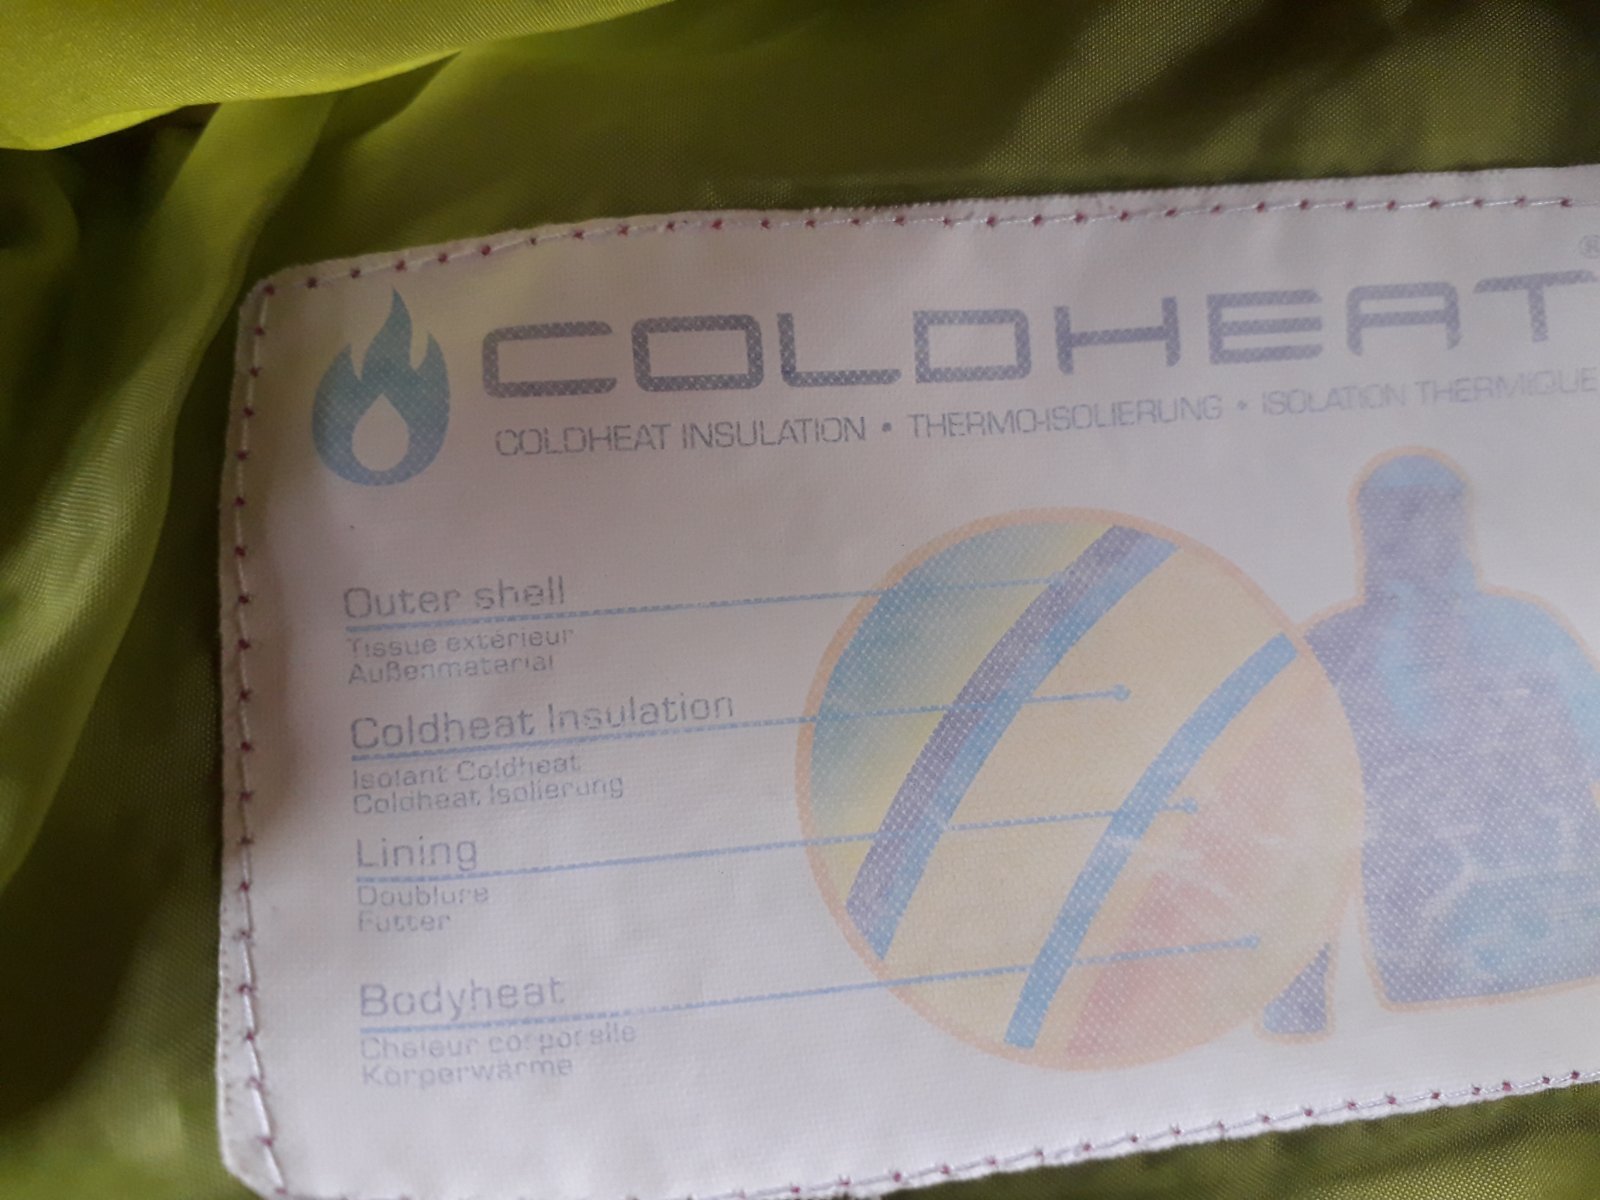 COLDHEAT®
COLDHEAT INSULATION • THERMO-ISOLIERUNG • ISOLATION THERMIQUE
Outer shell
Tissue extérieur
Außenmaterial
Coldheat Insulation
Isolant Coldheat
Coldheat Isolierung
Lining
Doublure
Futter
Bodyheat
Chaleur corporelle
Körperwärme